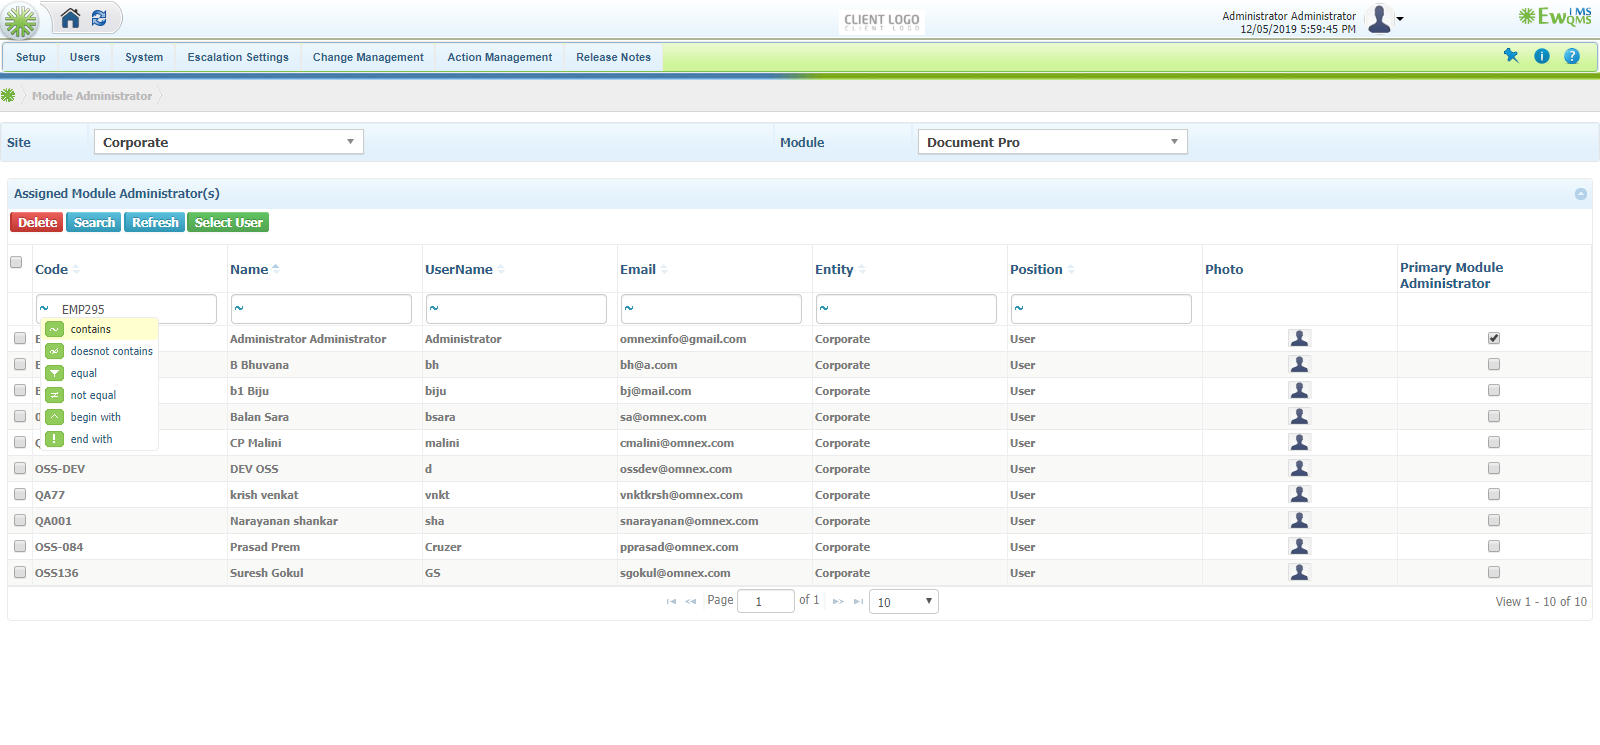 CLIENT LOGO
CLIENT LOGO
Administrator Administrator
12/05/2019 5:59:45 PM
EwIMS
QMS
Setup Users System Escalation Settings Change Management Action Management Release Notes
Module Administrator
Site Corporate Module Document Pro
Assigned Module Administrator(s)
Delete Search Refresh Select User
Code Name UserName Email Entity Position Photo Primary Module
Administrator
~ EMP295 ~ ~ ~ ~ ~
contains
doesnot contains
equal
not equal
begin with
end with
E Administrator Administrator Administrator omnexinfo@gmail.com Corporate User
B Bhuvana bh bh@a.com Corporate User
b1 Biju biju bj@mail.com Corporate User
Balan Sara bsara sa@omnex.com Corporate User
CP Malini malini cmalini@omnex.com Corporate User
OSS-DEV DEV OSS d ossdev@omnex.com Corporate User
QA77 krish venkat vnkt vnktkrsh@omnex.com Corporate User
QA001 Narayanan shankar sha snarayanan@omnex.com Corporate User
OSS-084 Prasad Prem Cruzer pprasad@omnex.com Corporate User
OSS136 Suresh Gokul GS sgokul@omnex.com Corporate User
Page 1 of 1 10 View 1 - 10 of 10